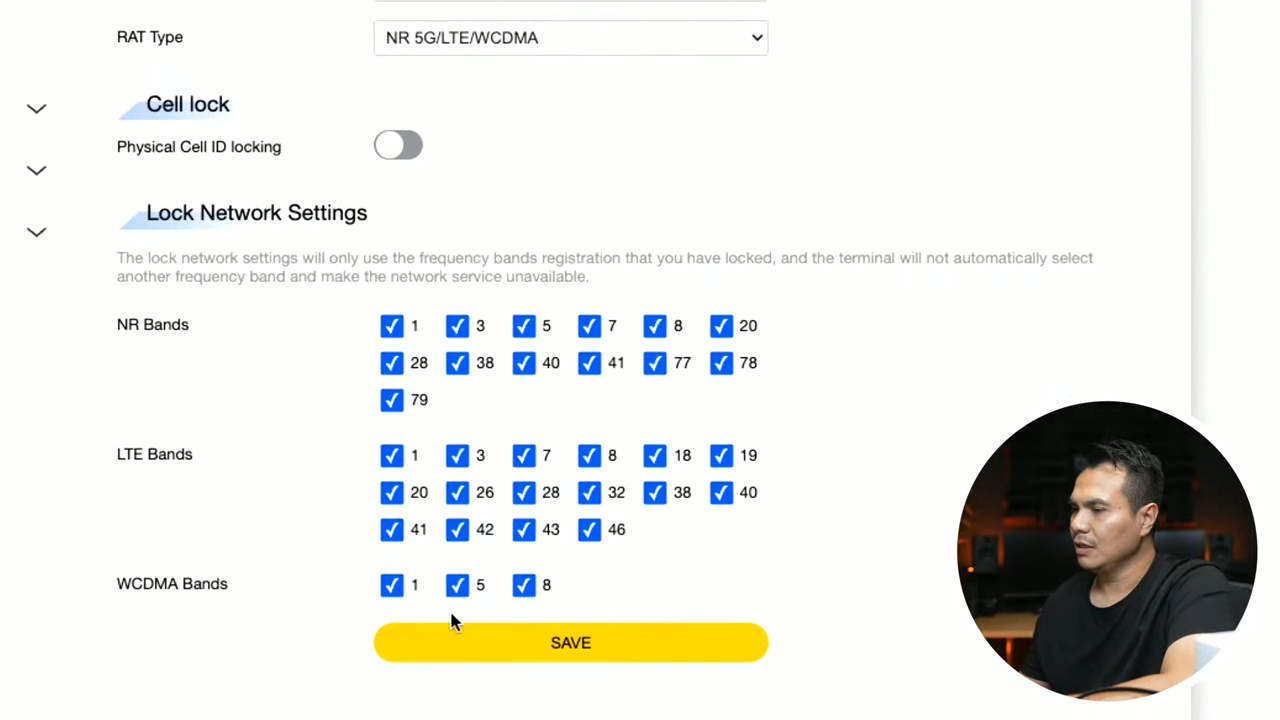 RAT Type NR 5G/LTE/WCDMA
Cell lock
Physical Cell ID locking
Lock Network Settings
The lock network settings will only use the frequency bands registration that you have locked, and the terminal will not automatically select
another frequency band and make the network service unavailable.
NR Bands 1 3 5 7 8 20
28 38 40 41 77 78
79
LTE Bands 1 3 7 8 18 19
20 26 28 32 38 40
41 42 43 46
WCDMA Bands 1 5 8
SAVE